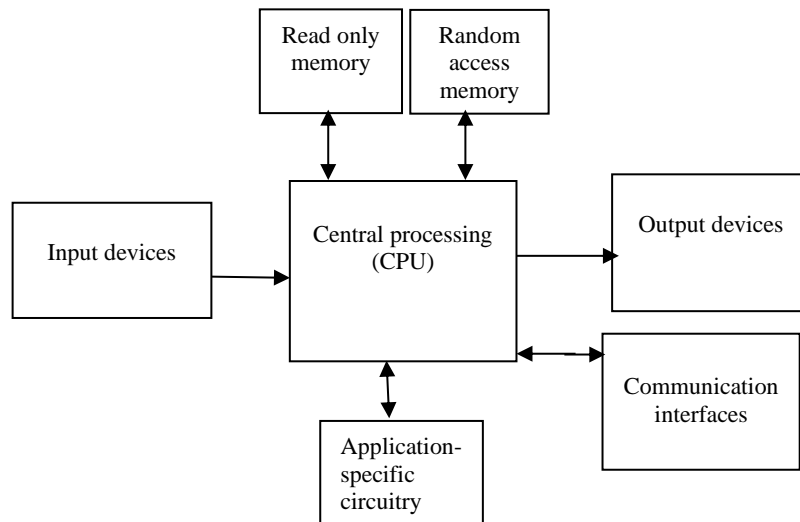 Read only
memory
Random
access
memory
Input devices
Central processing
(CPU)
Output devices
Communication
interfaces
Application-
specific
circuitry